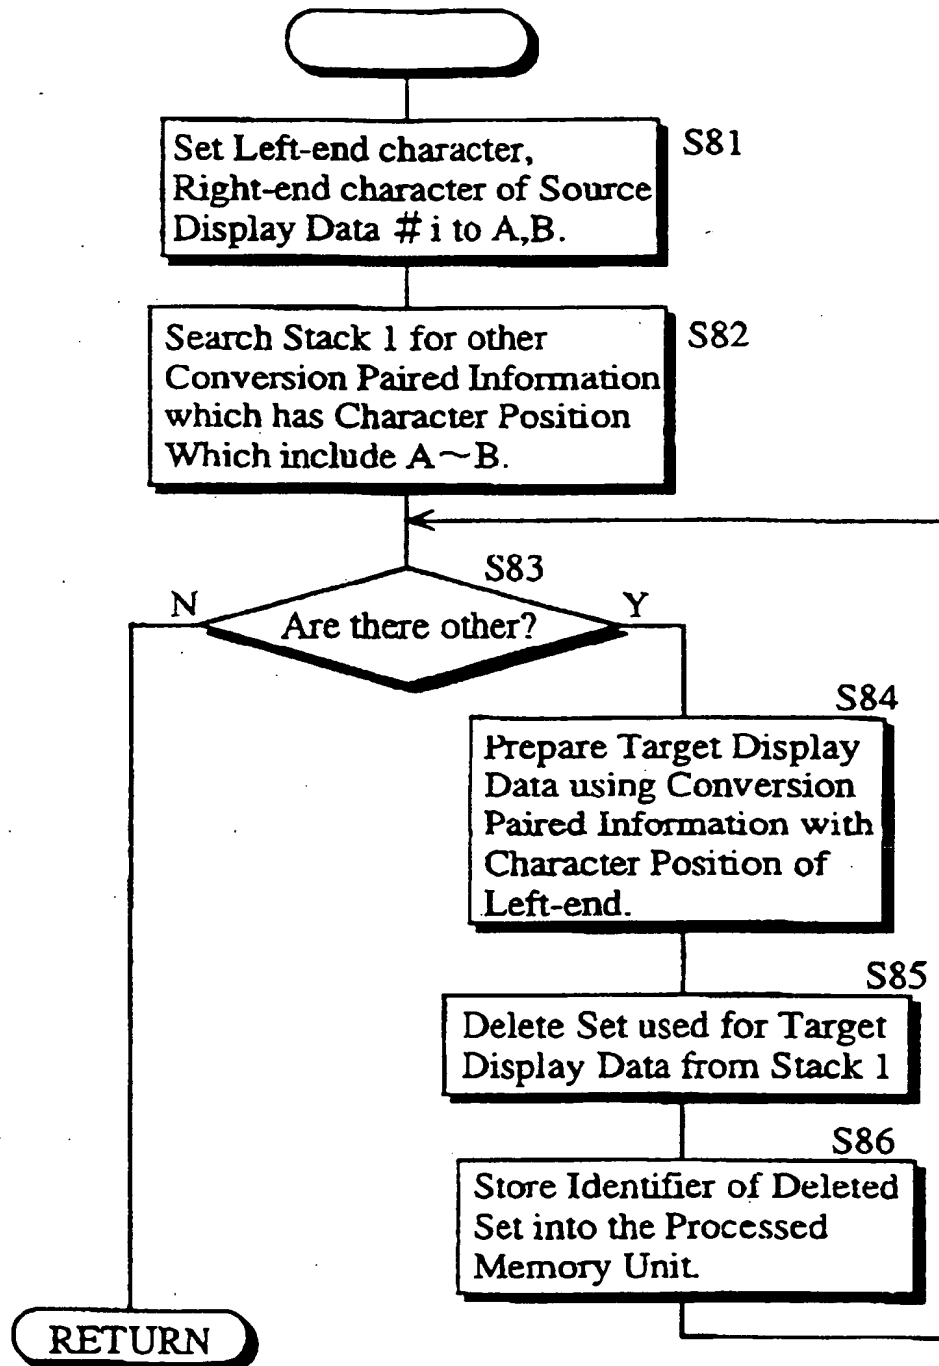 Set Left-end character,
Right-end character of Source
Display Data # i to A,B.
S81
Search Stack 1 for other
Conversion Paired Information
which has Character Position
Which include A~B.
S82
S83
N
Are there other?
Y
S84
Prepare Target Display
Data using Conversion
Paired Information with
Character Position of
Left-end.
S85
Delete Set used for Target
Display Data from Stack 1
S86
Store Identifier of Deleted
Set into the Processed
Memory Unit.
RETURN